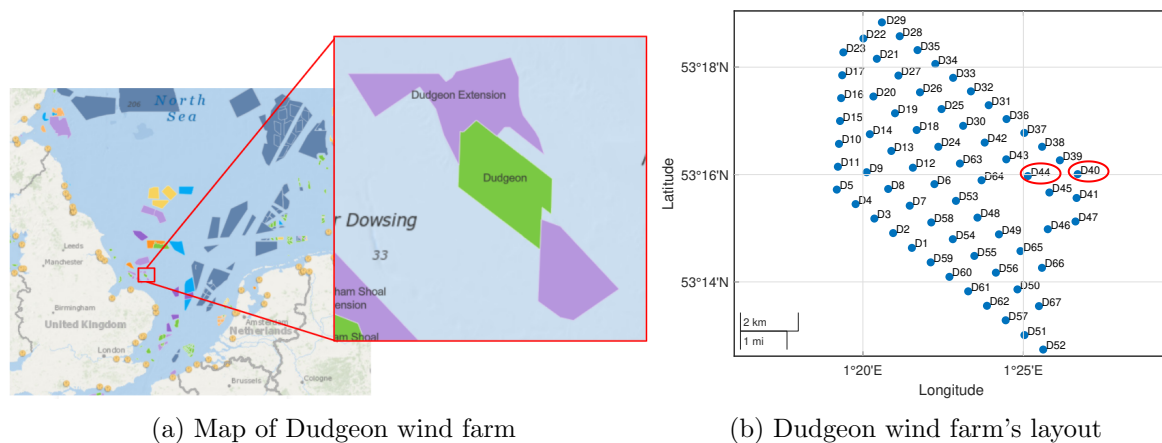 North
Sea
206
Leeds
Manchester
Birmingham
United Kingdom
London
Amsterdam
Netherlands
Brussels
Cologne
Dudgeon Extension
Dudgeon
r Dowsing
33
ham Shoal
ension
am Shoal
(a) Map of Dudgeon wind farm
Latitude
53°18'N
53°16'N
53°14'N
D29
D22
D28
D23
D21
D35
D34
D17
D27
D33
D16
D20
D26
D32
D15
D19
D25
D31
D10
D14
D18
D30
D36
D13
D24
D42
D37
D38
D11
D9
D12
D63
D43
D39
D5
D8
D6
D64
D44
D40
D4
D7
D53
D45
D41
D3
D58
D48
D47
D2
D54
D49
D46
D1
D55
D65
D59
D56
D66
D60
D50
D61
D67
D62
D57
D51
D52
2 km
1 mi
1°20'E
1°25'E
Longitude
(b) Dudgeon wind farm's layout